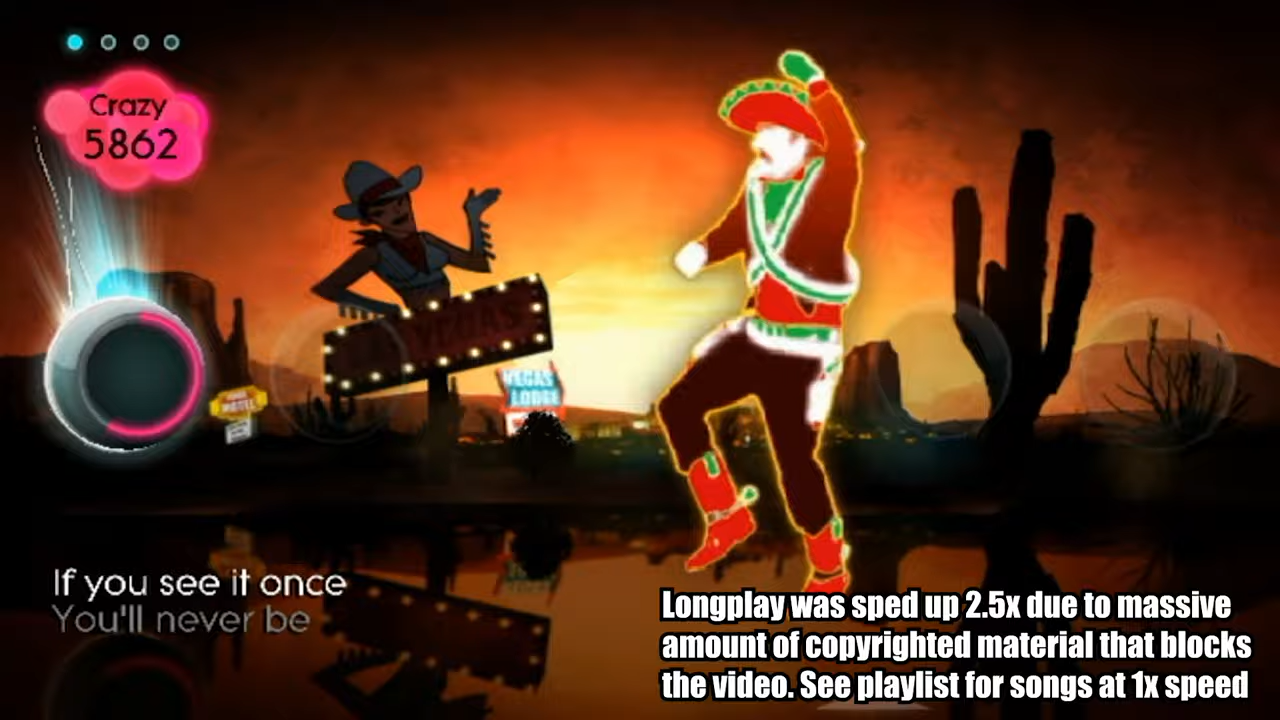 Crazy
5862
VEGAS
LODGE
MOTEL
If you see it once
You'll never be
Longplay was sped up 2.5x due to massive
amount of copyrighted material that blocks
the video. See playlist for songs at 1x speed